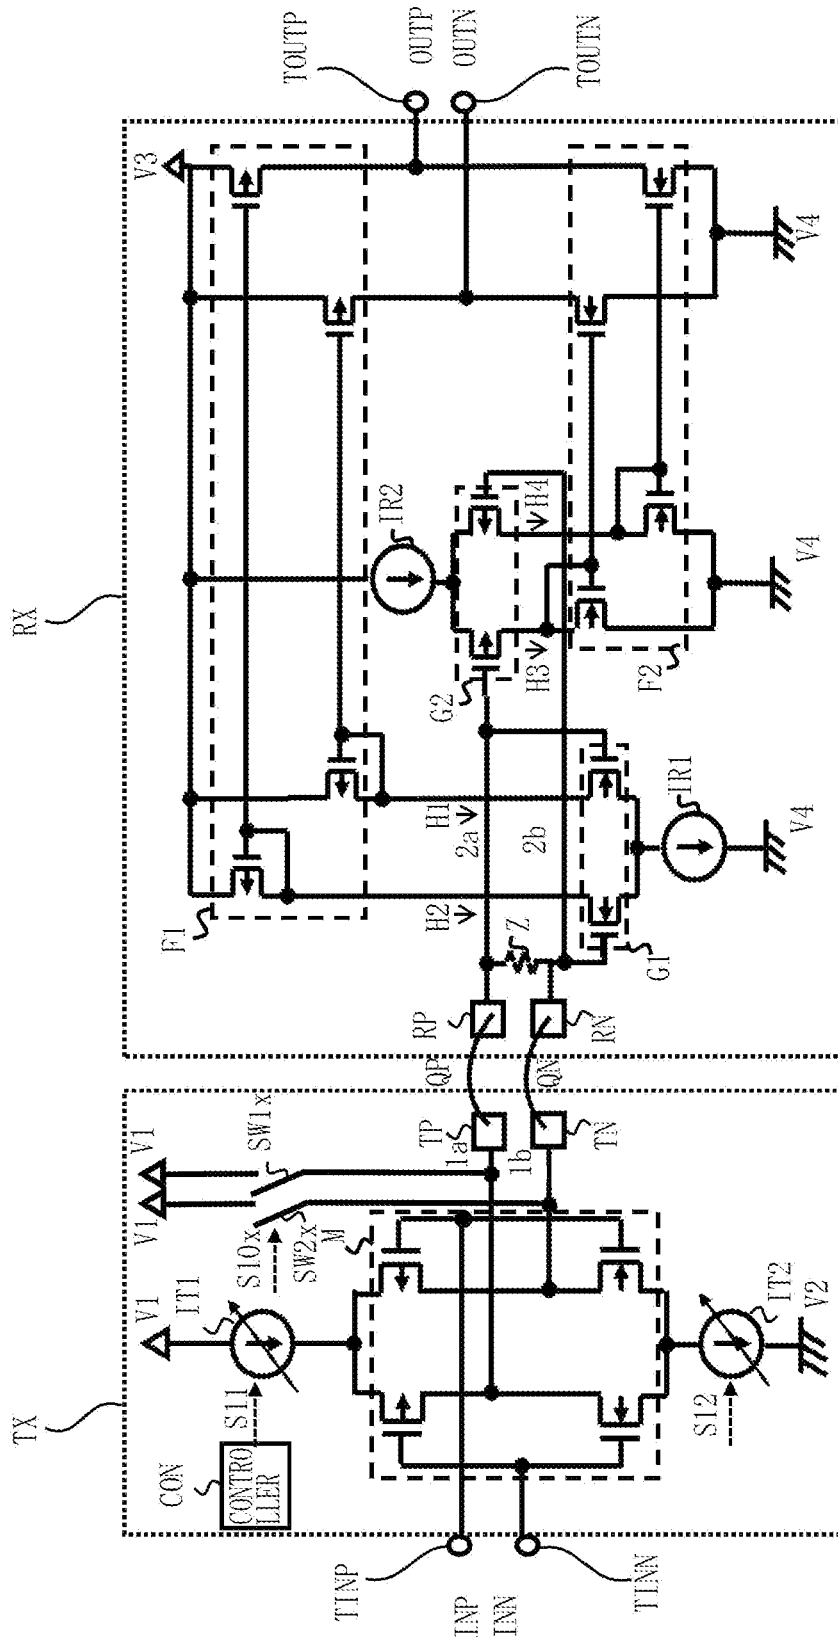 RX
TX
TOUTP
OUTP
OUTN
TOUTN
V3
V4
F1
IR2
G2
H3
H4
F2
V4
H2
H1
2a
2b
IR1
V4
Z
G1
RP
RN
QP
QN
TP
1a
1b
TN
V1
V1
SW1x
SW2x
S10x
M
V1
IT1
S11
CON
CONTRO
LLER
IT2
V2
S12
TINP
INP
INN
TINN